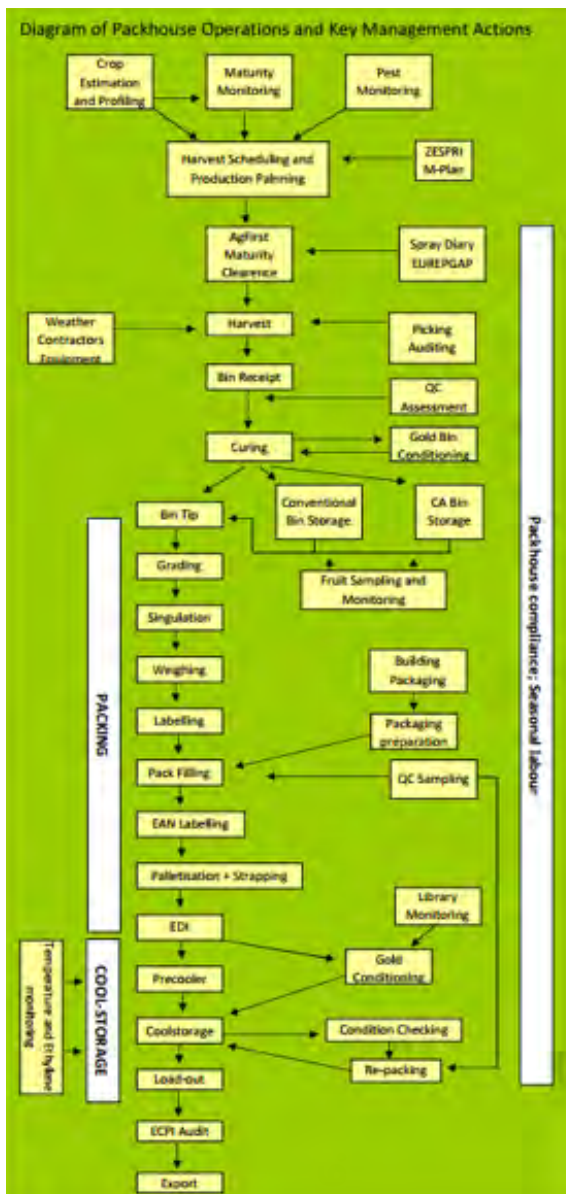 Diagram of Packhouse Operations and Key Management Actions
Crop
Estimation
and Profiling
Maturity
Monitoring
Pest
Monitoring
Harvest Scheduling and
Production Palnning
ZESPRI
M-Plan
AgFirst
Maturity
Clearence
Spray Diary
EUREPGAP
Weather
Contractors
Equipment
Harvest
Picking
Auditing
Bin Receipt
QC
Assessment
Curing
Gold Bin
Conditioning
Bin Tip
Conventional
Bin Storage
CA Bin
Storage
Grading
Fruit Sampling and
Monitoring
Singulation
Weighing
Building
Packaging
Labelling
Packaging
preparation
Pack Filling
QC Sampling
EAN Labelling
Palletisation + Strapping
Library
Monitoring
EDI
Gold
Conditioning
Precooler
Coolstorage
Condition Checking
Re-packing
Load-out
ECPI Audit
Export
PACKING
COOL-STORAGE
Temperature and Ethylene
monitoring
Packhouse compliance; Seasonal labour